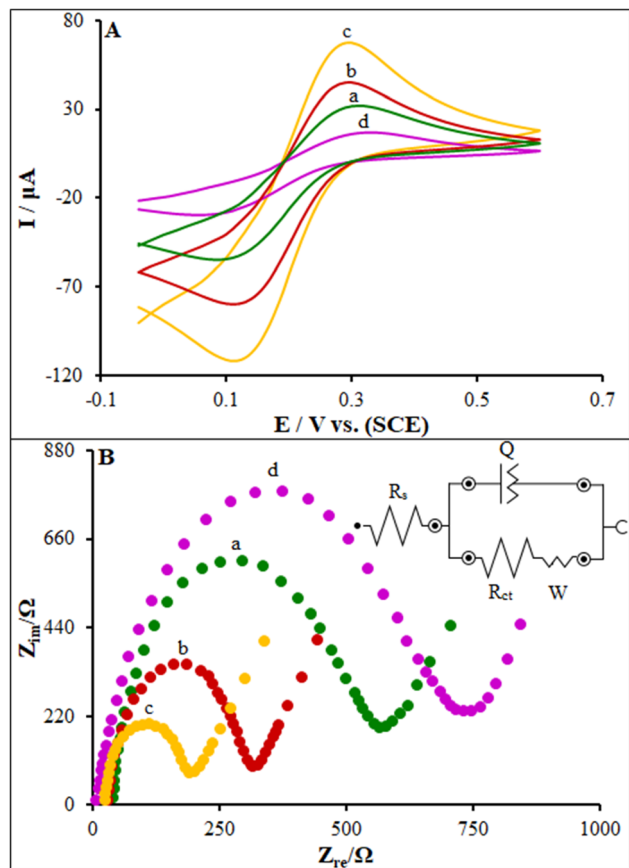 A
80
30
-20
-70
-120
I / µA
c
b
a
d
-0.1 0.1 0.3 0.5 0.7
E / V vs. (SCE)
B
880
660
440
220
0
Zim/Ω
d
a
b
c
Q
Rs
Rct W
C
0 250 500 750 1000
Zre/Ω